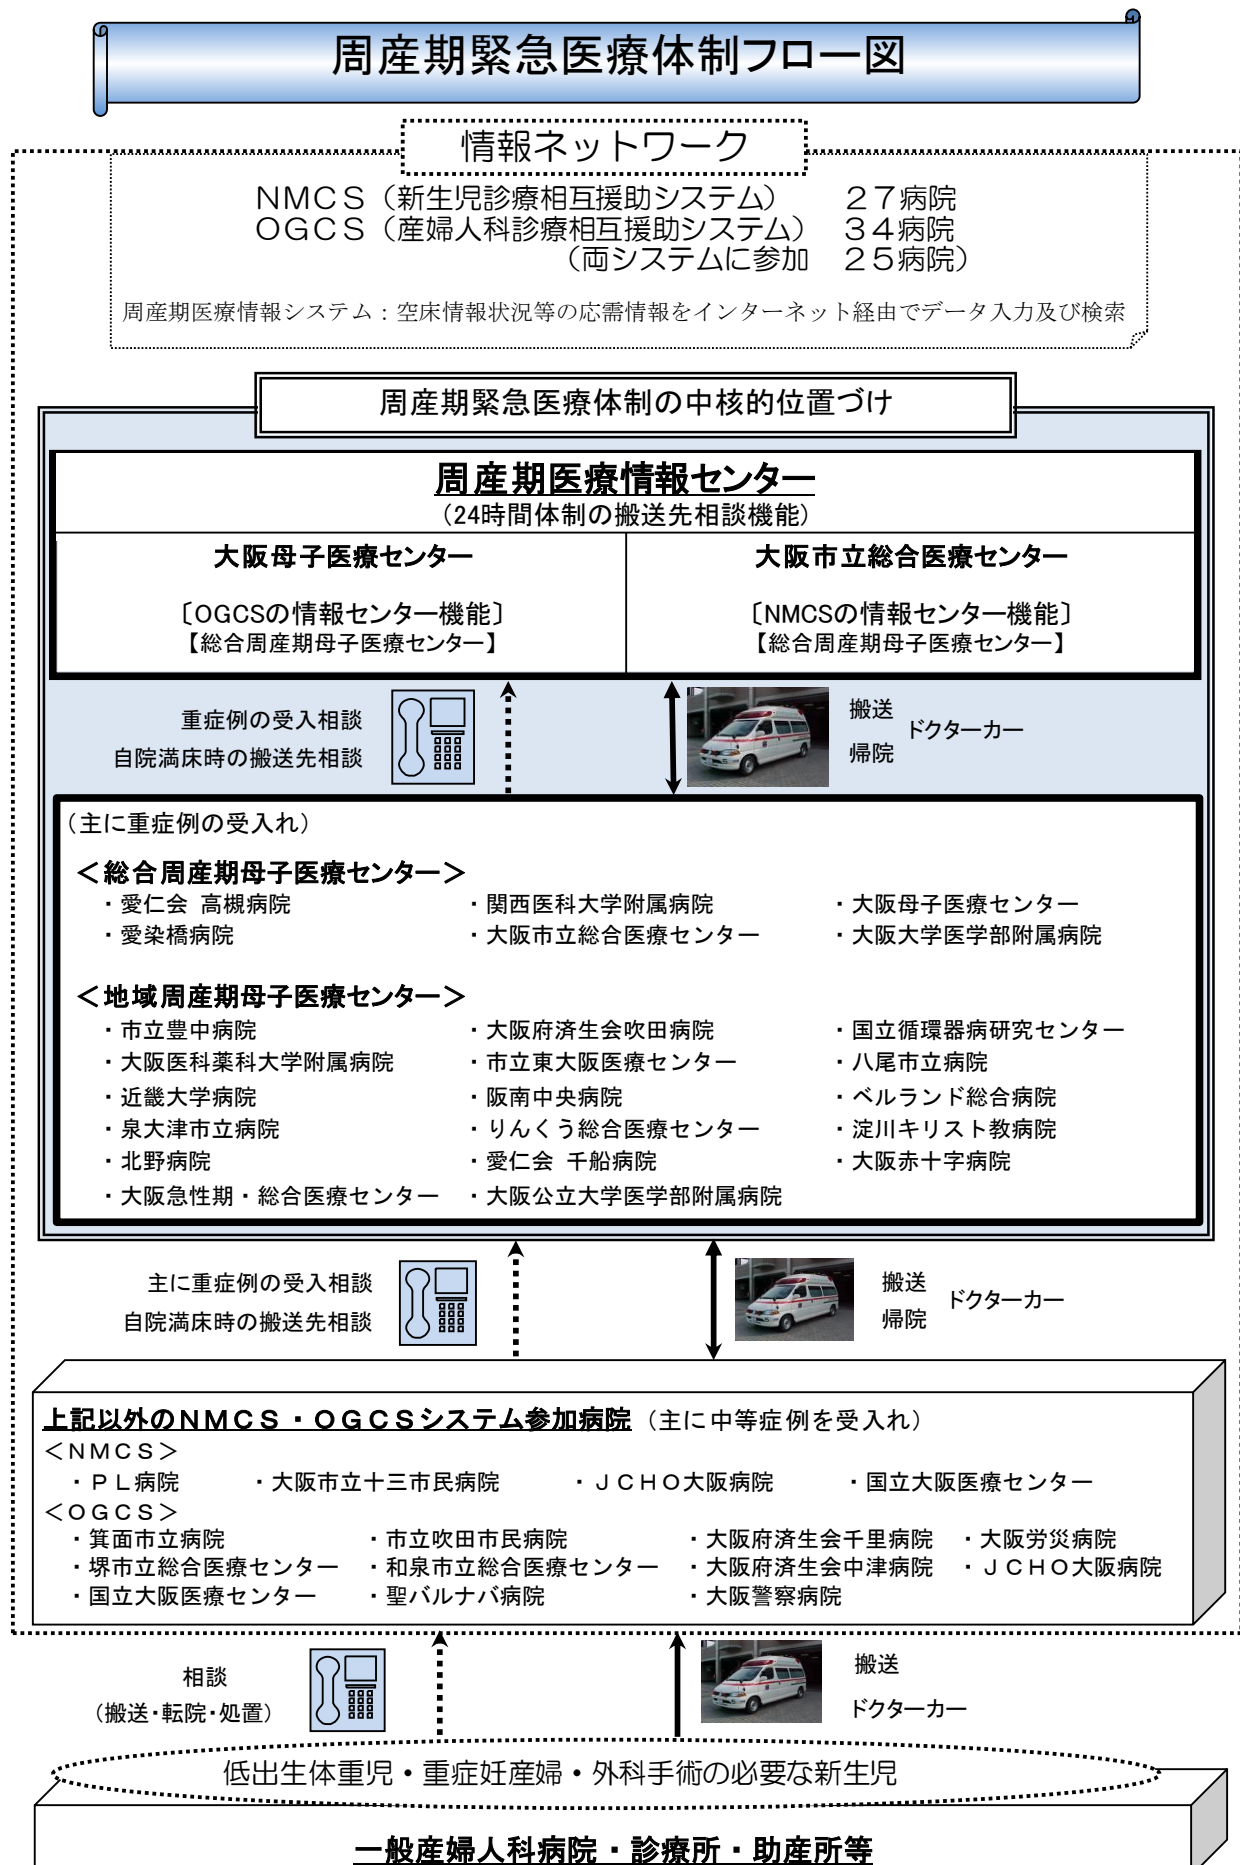 周産期緊急医療体制フロー図
情報ネットワーク
ＮＭＣＳ（新生児診療相互援助システム）　２７病院
ＯＧＣＳ（産婦人科診療相互援助システム）　３４病院
（両システムに参加　２５病院）
周産期医療情報システム：空床情報状況等の応需情報をインターネット経由でデータ入力及び検索
周産期緊急医療体制の中核的位置づけ
周産期医療情報センター
（24時間体制の搬送先相談機能）
大阪母子医療センター
〔OGCSの情報センター機能〕
【総合周産期母子医療センター】
大阪市立総合医療センター
〔NMCSの情報センター機能〕
【総合周産期母子医療センター】
重症例の受入相談
自院満床時の搬送先相談
搬送
帰院
ドクターカー
（主に重症例の受入れ）
＜総合周産期母子医療センター＞
・愛仁会 高槻病院　・関西医科大学附属病院　・大阪母子医療センター
・愛染橋病院　・大阪市立総合医療センター　・大阪大学医学部附属病院
＜地域周産期母子医療センター＞
・市立豊中病院　・大阪府済生会吹田病院　・国立循環器病研究センター
・大阪医科薬科大学附属病院　・市立東大阪医療センター　・八尾市立病院
・近畿大学病院　・阪南中央病院　・ベルランド総合病院
・泉大津市立病院　・りんくう総合医療センター　・淀川キリスト教病院
・北野病院　・愛仁会 千船病院　・大阪赤十字病院
・大阪急性期・総合医療センター　・大阪公立大学医学部附属病院
主に重症例の受入相談
自院満床時の搬送先相談
搬送
帰院
ドクターカー
上記以外のＮＭＣＳ・ＯＧＣＳシステム参加病院（主に中等症例を受入れ）
＜ＮＭＣＳ＞
・ＰＬ病院　・大阪市立十三市民病院　・ＪＣＨＯ大阪病院　・国立大阪医療センター
＜ＯＧＣＳ＞
・箕面市立病院　・市立吹田市民病院　・大阪府済生会千里病院　・大阪労災病院
・堺市立総合医療センター　・和泉市立総合医療センター　・大阪府済生会中津病院　・ＪＣＨＯ大阪病院
・国立大阪医療センター　・聖バルナバ病院　・大阪警察病院
相談
（搬送・転院・処置）
搬送
ドクターカー
低出生体重児・重症妊産婦・外科手術の必要な新生児
一般産婦人科病院・診療所・助産所等